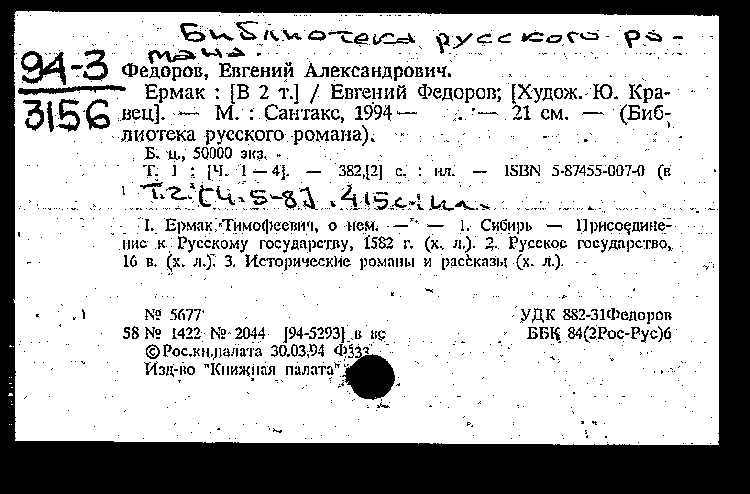 Библиотека русского ро-
мана.
94-3
3156
Федоров, Евгений Александрович.
Ермак : [В 2 т.] / Евгений Федоров; [Худож. Ю. Кра-
вец]. — М. : Сантакс, 1994 — — 21 см. — (Биб-
лиотека русского романа).
Б. ц., 50000 экз.
Т. 1 : [Ч. 1—4]. — 382,[2] с. : ил. — ISBN 5-87455-007-0 (в
Т.2: [Ч. 5-8] . 415 с.: ил.
1. Ермак Тимофеевич, о нем. — — 1. Сибирь — Присоедине-
ние к Русскому государству, 1582 г. (х. л.). 2. Русское государство,
16 в. (х. л.). 3. Исторические романы и рассказы (х. л.).
№ 5677 УДК 882-31Федоров
58 № 1422 № 2044 [94-5293] в вс ББК 84(2Рос-Рус)6
© Рос.кн.палата 30.03.94 Ф533
Изд-во "Книжная палата"